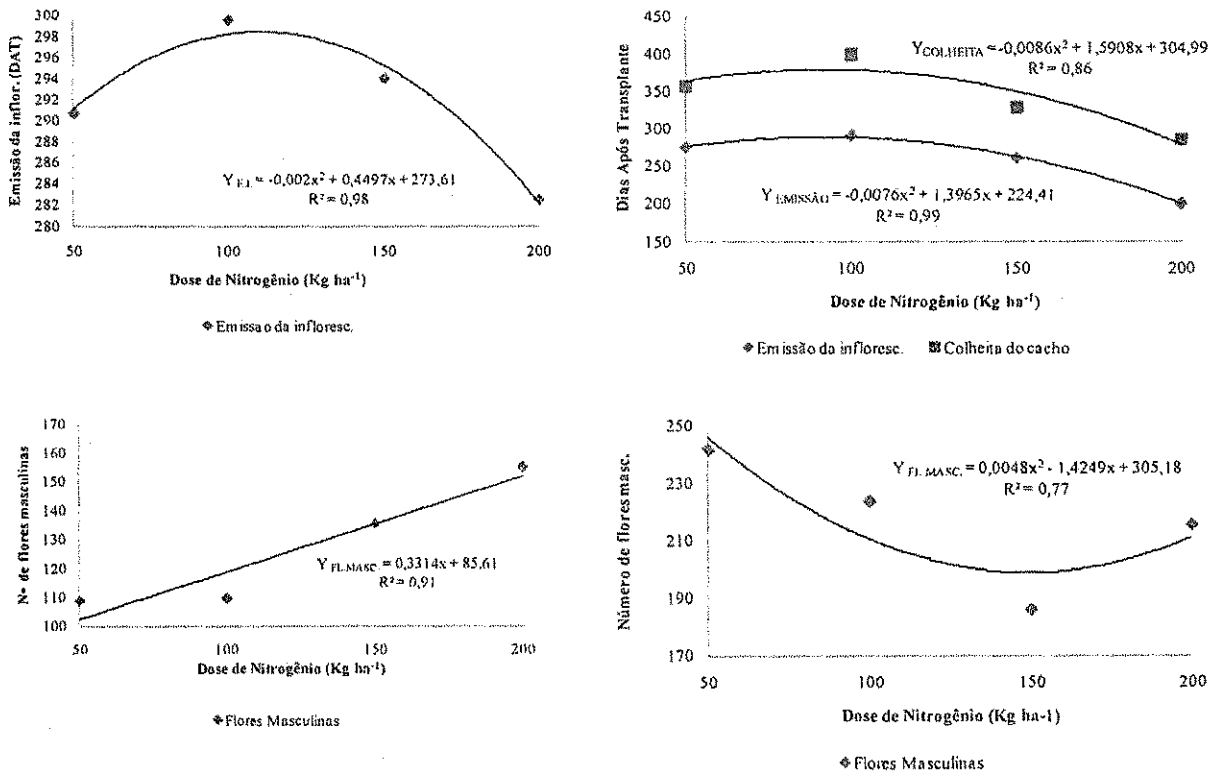 Emissão da inflor. (DAT)
300
298
296
294
292
290
288
286
284
282
280
Y E.I. = -0,002x² + 0,4497x + 273,61
R² = 0,98
50
100
150
200
Dose de Nitrogênio (Kg ha⁻¹)
Emissao da infloresc.
Dias Após Transplante
450
400
350
300
250
200
150
Y COLHEITA = -0,0086x² + 1,5908x + 304,99
R² = 0,86
Y EMISSÃO = -0,0076x² + 1,3965x + 224,41
R² = 0,99
50
100
150
200
Dose de Nitrogênio (Kg ha⁻¹)
Emissão da infloresc.
Colheita do cacho
Nº de flores masculinas
170
160
150
140
130
120
110
100
Y FL.MASC. = 0,3314x + 85,61
R² = 0,91
50
100
150
200
Dose de Nitrogênio (Kg ha⁻¹)
Flores Masculinas
Número de flores masc.
250
230
210
190
170
Y FL. MASC. = 0,0048x² - 1,4249x + 305,18
R² = 0,77
50
100
150
200
Dose de Nitrogênio (Kg ha-1)
Flores Masculinas